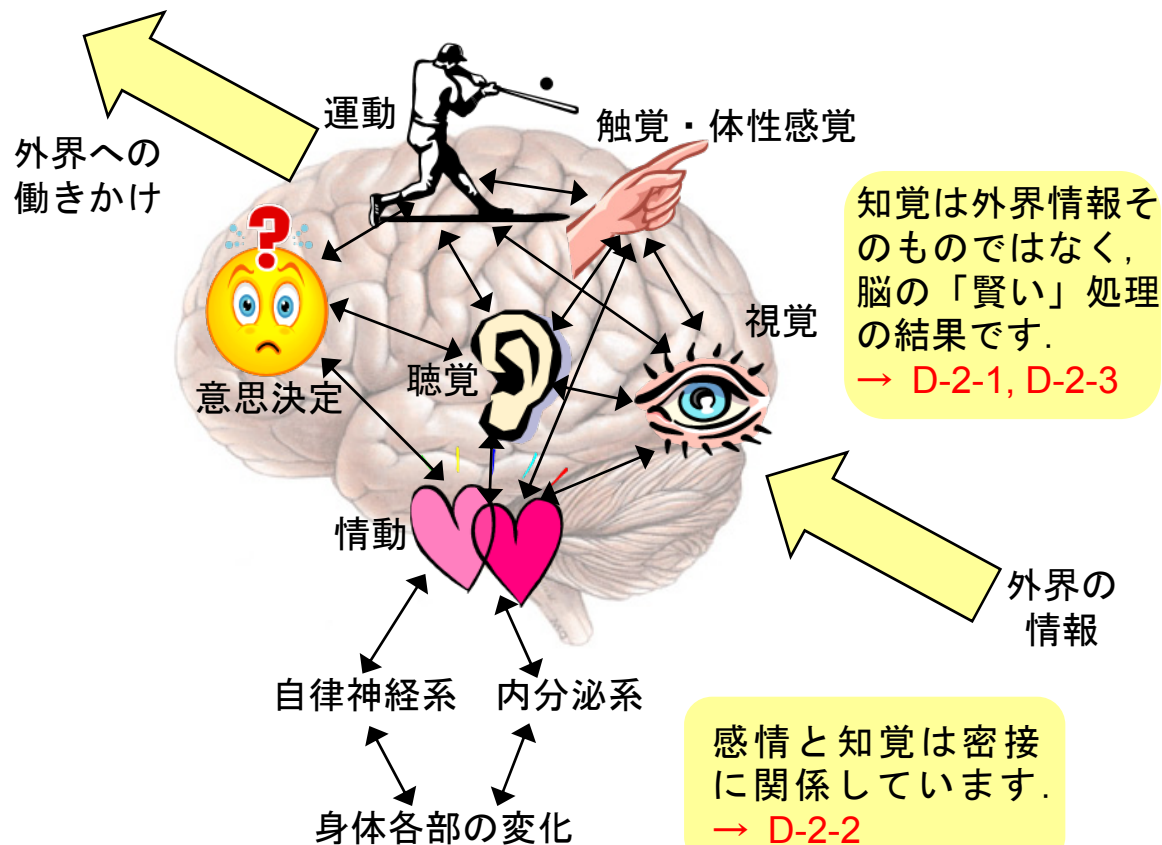 運動
触覚・体性感覚
外界への
働きかけ
知覚は外界情報そ
のものではなく,
脳の「賢い」処理
の結果です.
→ D-2-1, D-2-3
?
視覚
聴覚
意思決定
情動
外界の
情報
自律神経系
内分泌系
感情と知覚は密接
に関係しています.
→ D-2-2
身体各部の変化